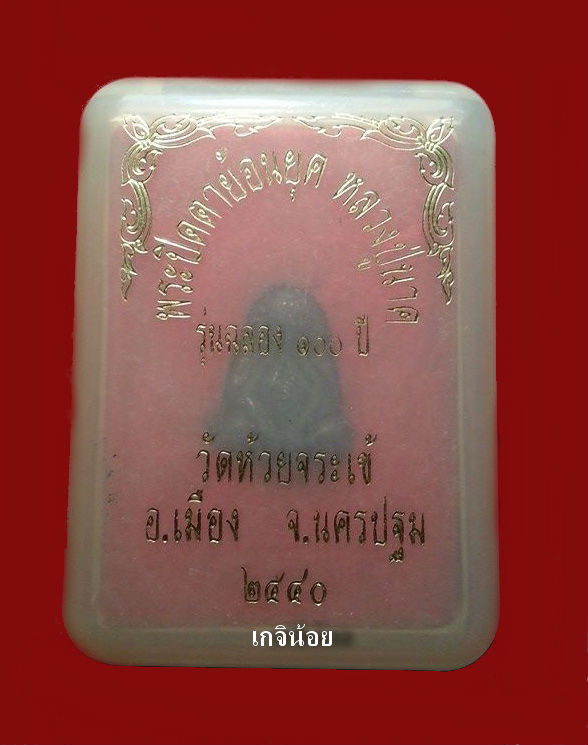 พระปิดตาย้อนยุค หลวงปู่นาค
รุ่นฉลอง ๑๐๐ ปี
วัดห้วยจระเข้
อ.เมือง จ.นครปฐม
๒๕๔๐
เกจิน้อย